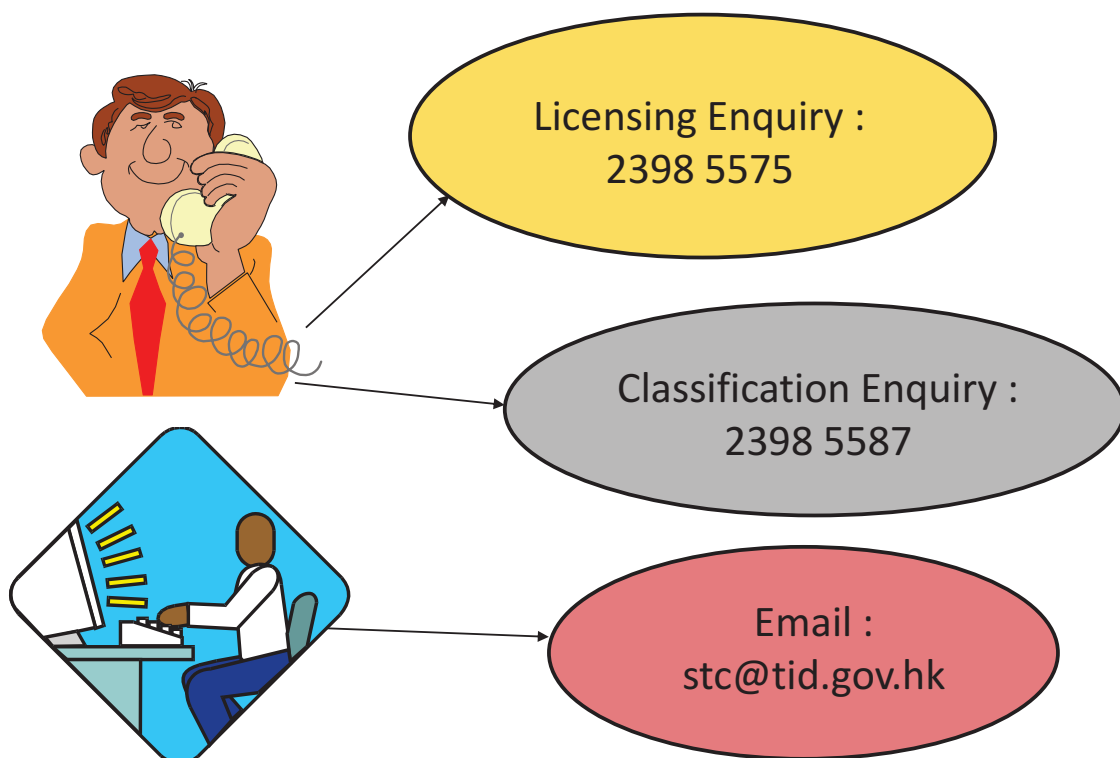 Licensing Enquiry :
2398 5575
Classification Enquiry :
2398 5587
Email :
stc@tid.gov.hk